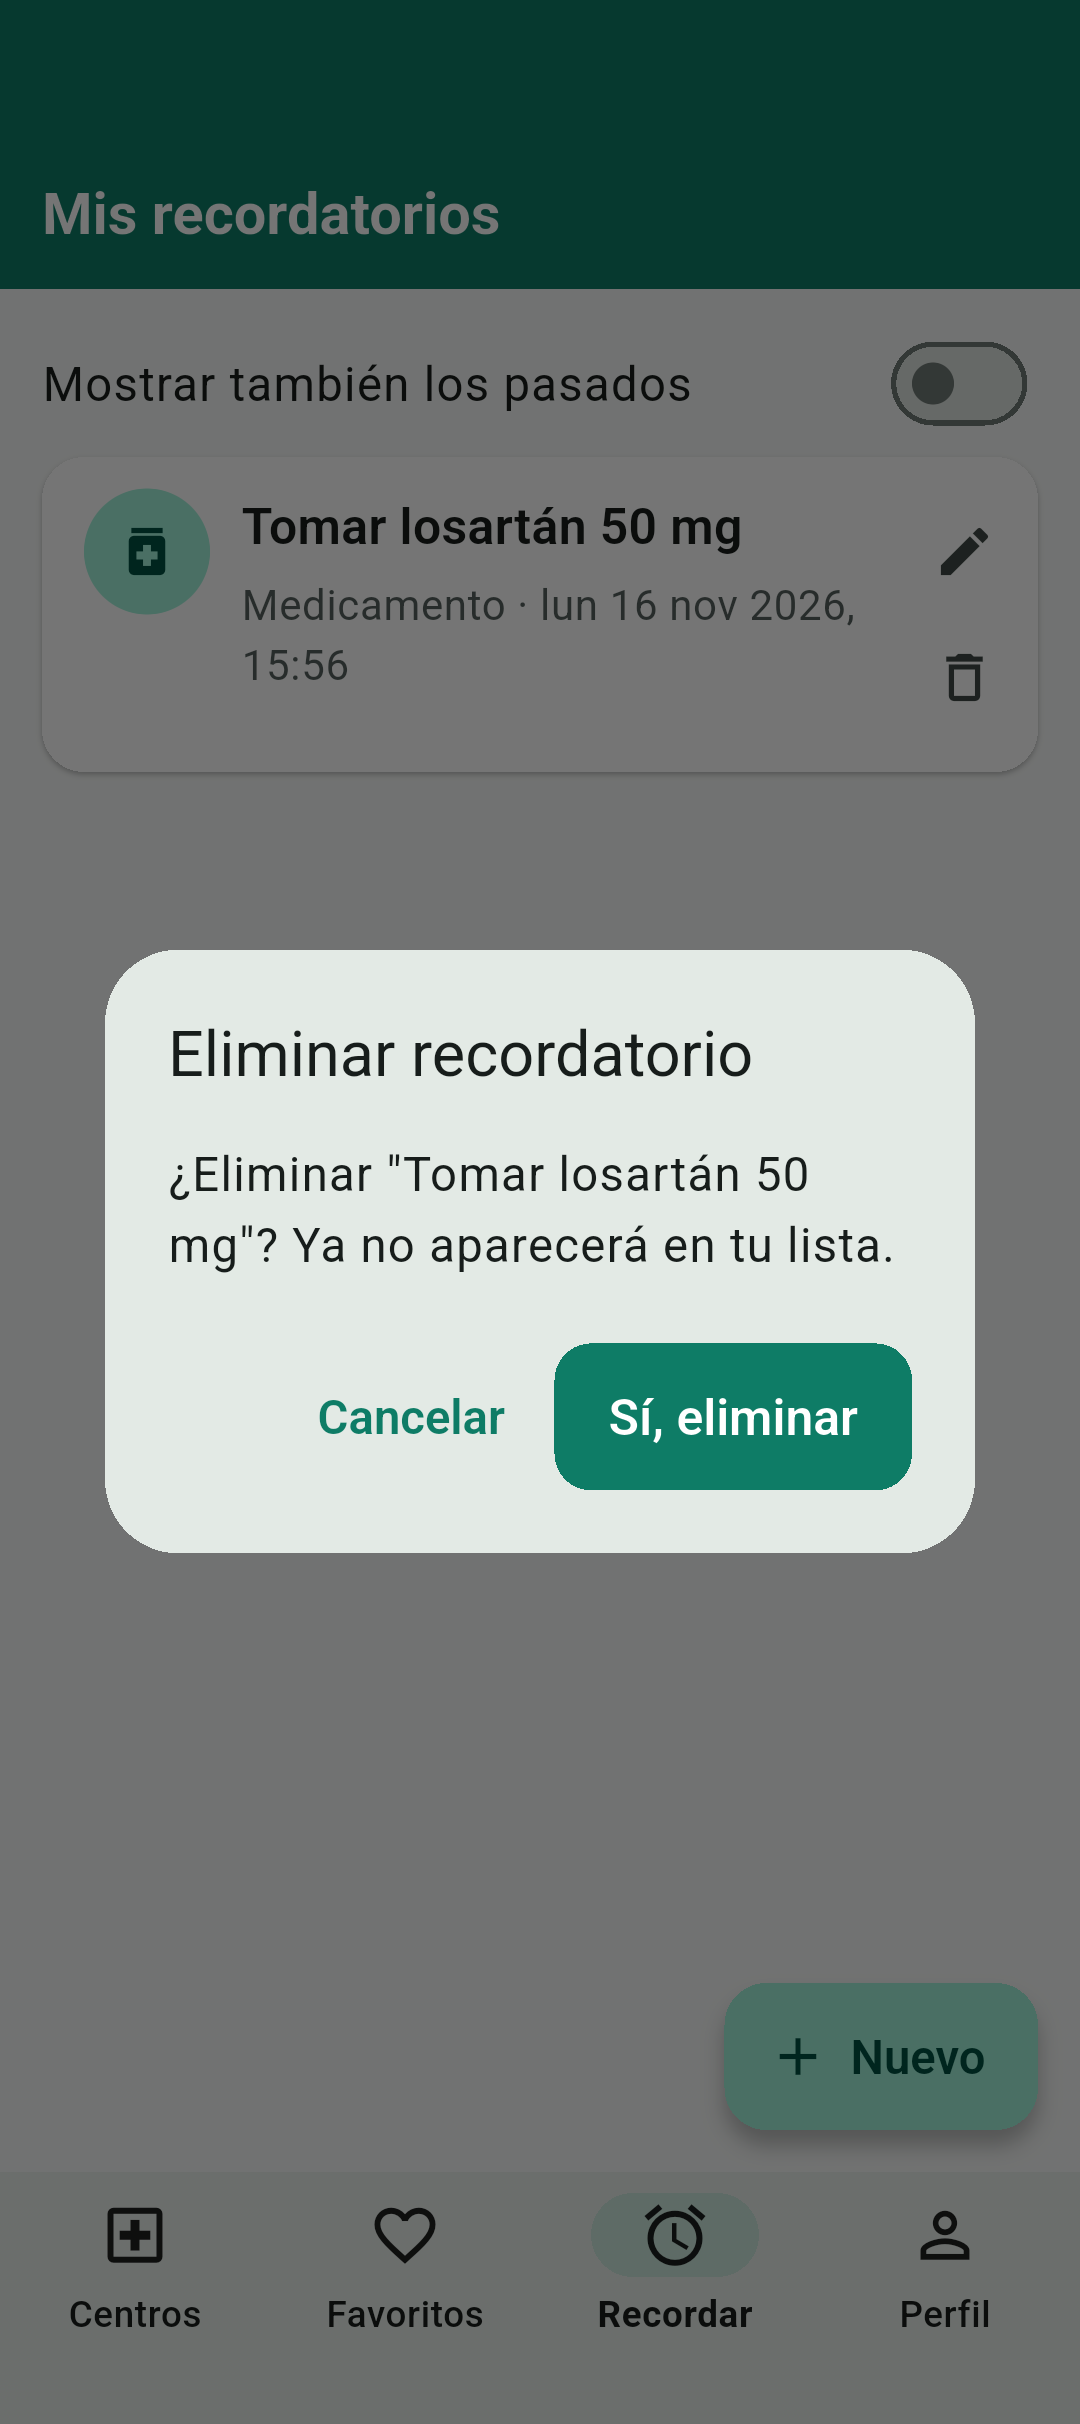 Mis recordatorios
Mostrar también los pasados
Tomar losartán 50 mg
Medicamento · lun 16 nov 2026,
15:56
Eliminar recordatorio
¿Eliminar "Tomar losartán 50
mg"? Ya no aparecerá en tu lista.
Cancelar
Sí, eliminar
Nuevo
Centros
Favoritos
Recordar
Perfil